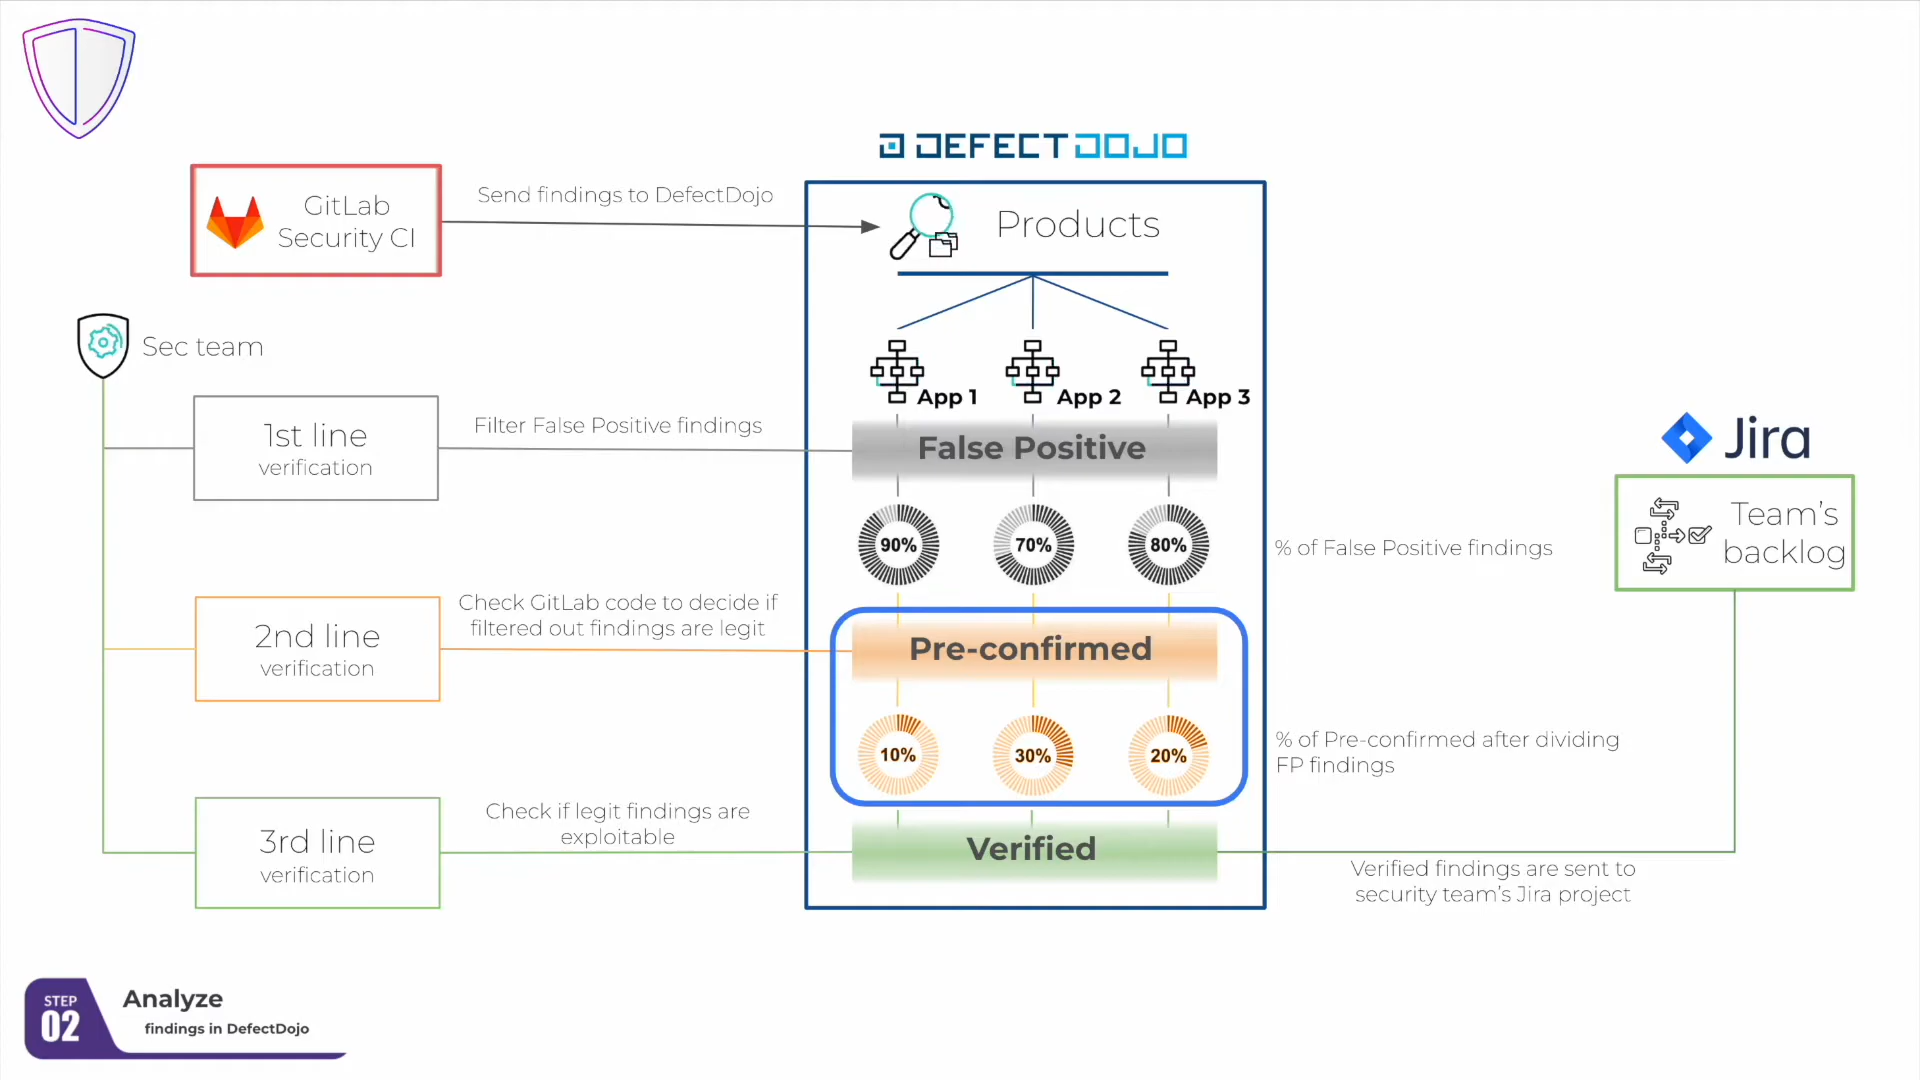 DEFECTDOJO
GitLab
Security CI
Send findings to DefectDojo
Products
Sec team
App 1
App 2
App 3
1st line
verification
Filter False Positive findings
False Positive
Jira
Team's
backlog
90%
70%
80%
% of False Positive findings
2nd line
verification
Check GitLab code to decide if
filtered out findings are legit
Pre-confirmed
10%
30%
20%
% of Pre-confirmed after dividing
FP findings
3rd line
verification
Check if legit findings are
exploitable
Verified
Verified findings are sent to
security team's Jira project
STEP
02
Analyze
findings in DefectDojo